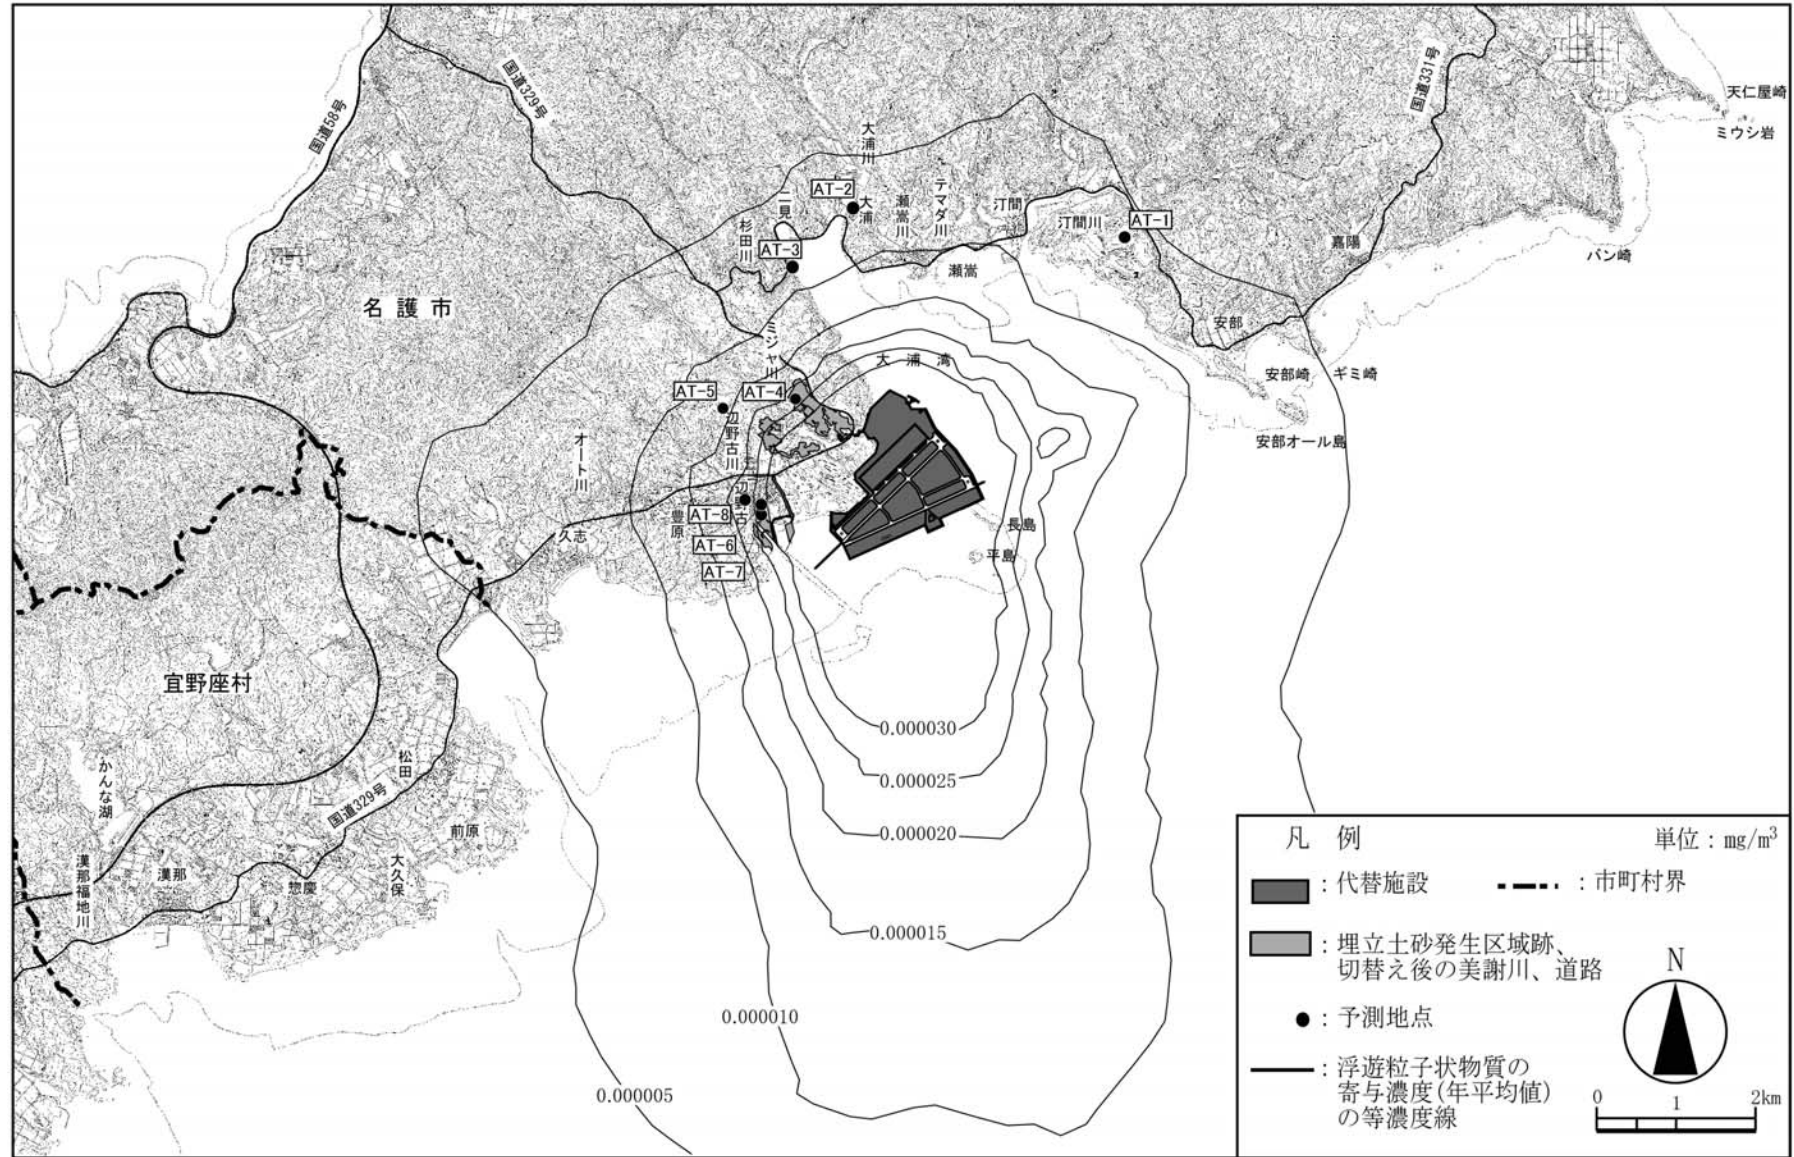 国道58号
国道329号
国道331号
天仁屋崎
ミウシ岩
バン崎
嘉陽
大浦川
AT-2
大浦
二見
杉田川
AT-3
瀬嵩川
テマダ川
汀間
汀間川
AT-1
瀬嵩
安部
安部崎
ギミ崎
安部オール島
名護市
ミジャ川
大浦湾
AT-5
AT-4
辺野古川
オート川
辺野古
豊原
久志
AT-8
AT-6
AT-7
長島
平島
宜野座村
かんな湖
松田
国道329号
前原
大久保
惣慶
漢那
漢那福地川
0.000030
0.000025
0.000020
0.000015
0.000010
0.000005
凡例
単位：mg/m³
：代替施設
：市町村界
：埋立土砂発生区域跡、
切替え後の美謝川、道路
：予測地点
：浮遊粒子状物質の
寄与濃度(年平均値)
の等濃度線
N
0 1 2km